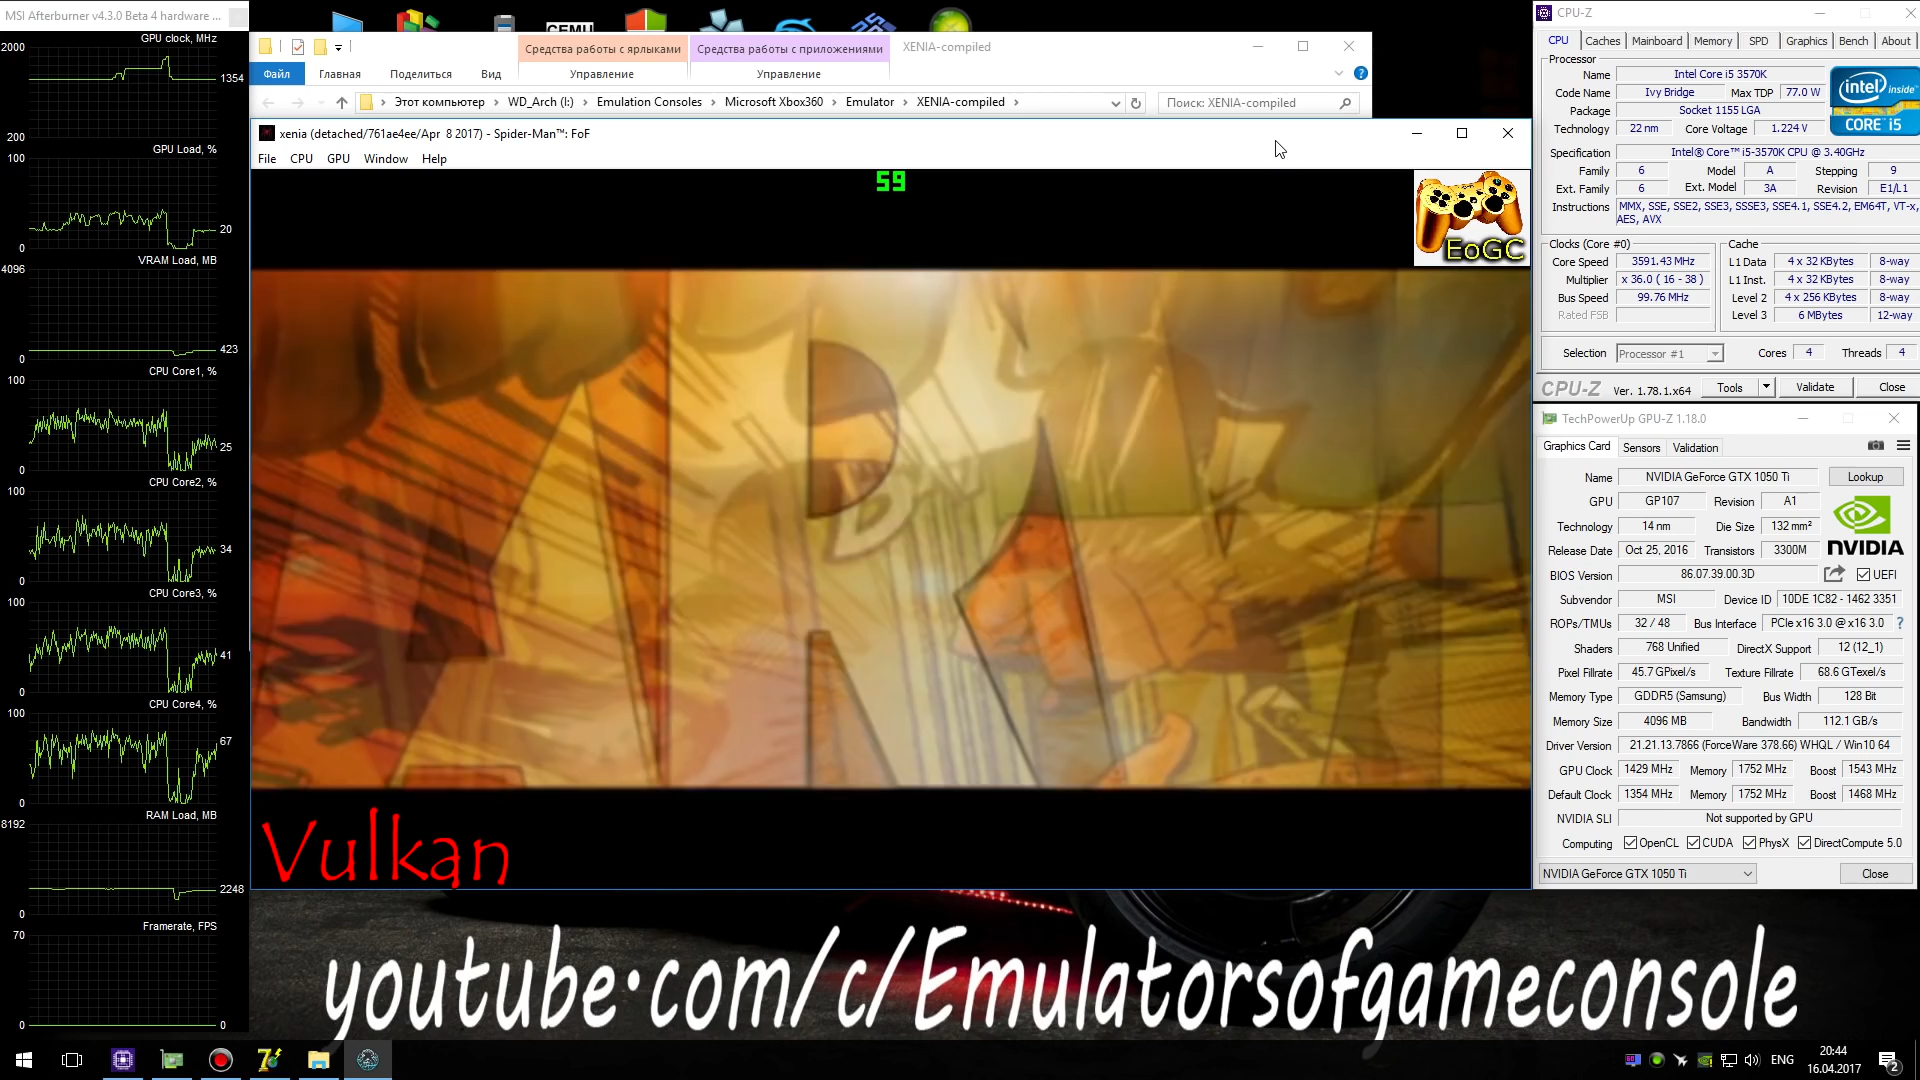 MSI Afterburner v4.3.0 Beta 4 hardware ...
GPU clock, MHz
2000
1354
200
GPU Load, %
100
20
0
VRAM Load, MB
4096
423
0
CPU Core1, %
100
25
0
CPU Core2, %
100
34
0
CPU Core3, %
100
41
0
CPU Core4, %
100
67
0
RAM Load, MB
8192
2248
0
Framerate, FPS
70
0
0
CEMU
Средства работы с ярлыками
Средства работы с приложениями
XENIA-compiled
Файл
Главная
Поделиться
Вид
Управление
Управление
Этот компьютер
WD_Arch (I:)
Emulation Consoles
Microsoft Xbox360
Emulator
XENIA-compiled
Поиск: XENIA-compiled
xenia (detached/761ae4ee/Apr 8 2017) - Spider-Man™: FoF
File CPU GPU Window Help
59
EoGC
Vulkan
youtube.com/c/Emulatorsofgameconsole
CPU-Z
CPU Caches Mainboard Memory SPD Graphics Bench About
Processor
Name Intel Core i5 3570K
Code Name Ivy Bridge Max TDP 77.0 W
Package Socket 1155 LGA
Technology 22 nm Core Voltage 1.224 V
intel inside™
CORE i5
Specification Intel® Core™ i5-3570K CPU @ 3.40GHz
Family 6 Model A Stepping 9
Ext. Family 6 Ext. Model 3A Revision E1/L1
Instructions MMX, SSE, SSE2, SSE3, SSSE3, SSE4.1, SSE4.2, EM64T, VT-x,
AES, AVX
Clocks (Core #0)
Core Speed 3591.43 MHz
Multiplier x 36.0 ( 16 - 38 )
Bus Speed 99.76 MHz
Rated FSB
Cache
L1 Data 4 x 32 KBytes 8-way
L1 Inst. 4 x 32 KBytes 8-way
Level 2 4 x 256 KBytes 8-way
Level 3 6 MBytes 12-way
Selection Processor #1 Cores 4 Threads 4
CPU-Z Ver. 1.78.1.x64 Tools Validate Close
TechPowerUp GPU-Z 1.18.0
Graphics Card Sensors Validation
Name NVIDIA GeForce GTX 1050 Ti Lookup
GPU GP107 Revision A1
Technology 14 nm Die Size 132 mm²
Release Date Oct 25, 2016 Transistors 3300M
NVIDIA
BIOS Version 86.07.39.00.3D UEFI
Subvendor MSI Device ID 10DE 1C82 - 1462 3351
ROPs/TMUs 32 / 48 Bus Interface PCIe x16 3.0 @ x16 3.0 ?
Shaders 768 Unified DirectX Support 12 (12_1)
Pixel Fillrate 45.7 GPixel/s Texture Fillrate 68.6 GTexel/s
Memory Type GDDR5 (Samsung) Bus Width 128 Bit
Memory Size 4096 MB Bandwidth 112.1 GB/s
Driver Version 21.21.13.7866 (ForceWare 378.66) WHQL / Win10 64
GPU Clock 1429 MHz Memory 1752 MHz Boost 1543 MHz
Default Clock 1354 MHz Memory 1752 MHz Boost 1468 MHz
NVIDIA SLI Not supported by GPU
Computing OpenCL CUDA PhysX DirectCompute 5.0
NVIDIA GeForce GTX 1050 Ti Close
ENG
20:44
16.04.2017
2